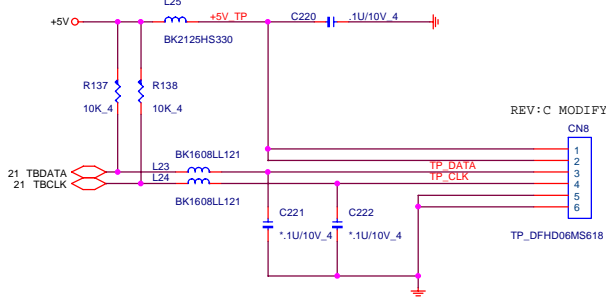 L25
+5V
+5V_TP
C220
.1U/10V_4
BK2125HS330
R137
R138
10K_4
10K_4
REV:C MODIFY
CN8
BK1608LL121
1
2
21 TBDATA
L23
TP_DATA
3
21 TBCLK
L24
TP_CLK
4
5
BK1608LL121
6
C221
C222
*.1U/10V_4
*.1U/10V_4
TP_DFHD06MS618